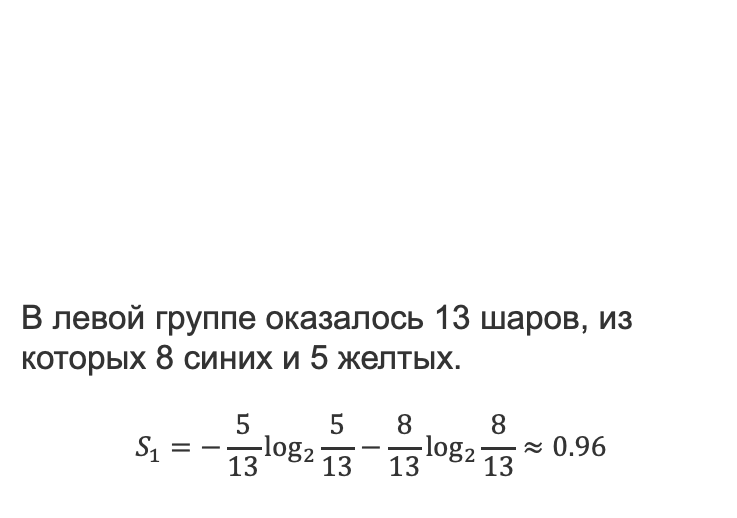 В левой группе оказалось 13 шаров, из
которых 8 синих и 5 желтых.
S₁ = − 5/13 log₂ 5/13 − 8/13 log₂ 8/13 ≈ 0.96